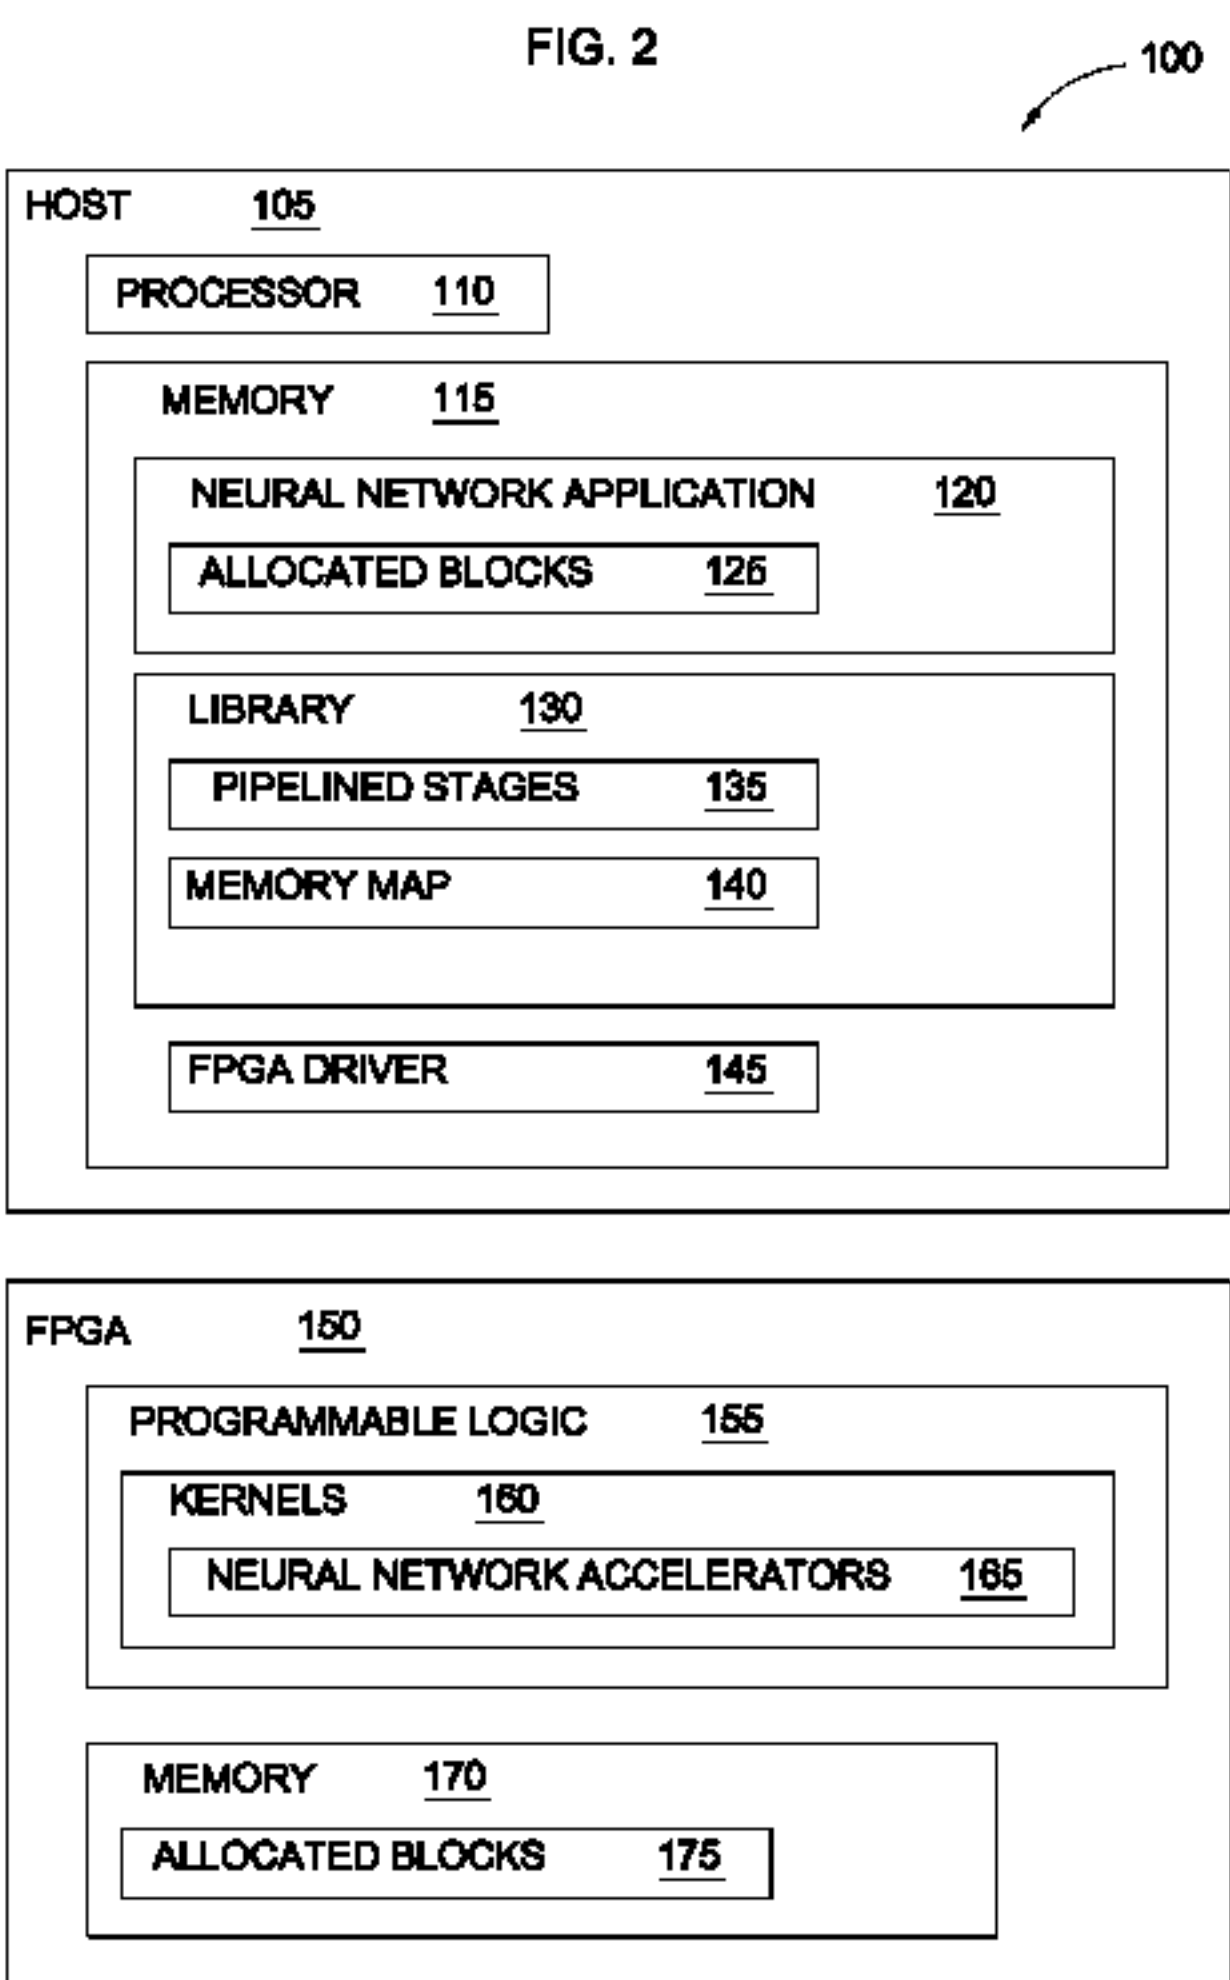 FIG. 2
100
HOST 105
PROCESSOR 110
MEMORY 115
NEURAL NETWORK APPLICATION 120
ALLOCATED BLOCKS 125
LIBRARY 130
PIPELINED STAGES 135
MEMORY MAP 140
FPGA DRIVER 145
FPGA 150
PROGRAMMABLE LOGIC 155
KERNELS 160
NEURAL NETWORK ACCELERATORS 165
MEMORY 170
ALLOCATED BLOCKS 175